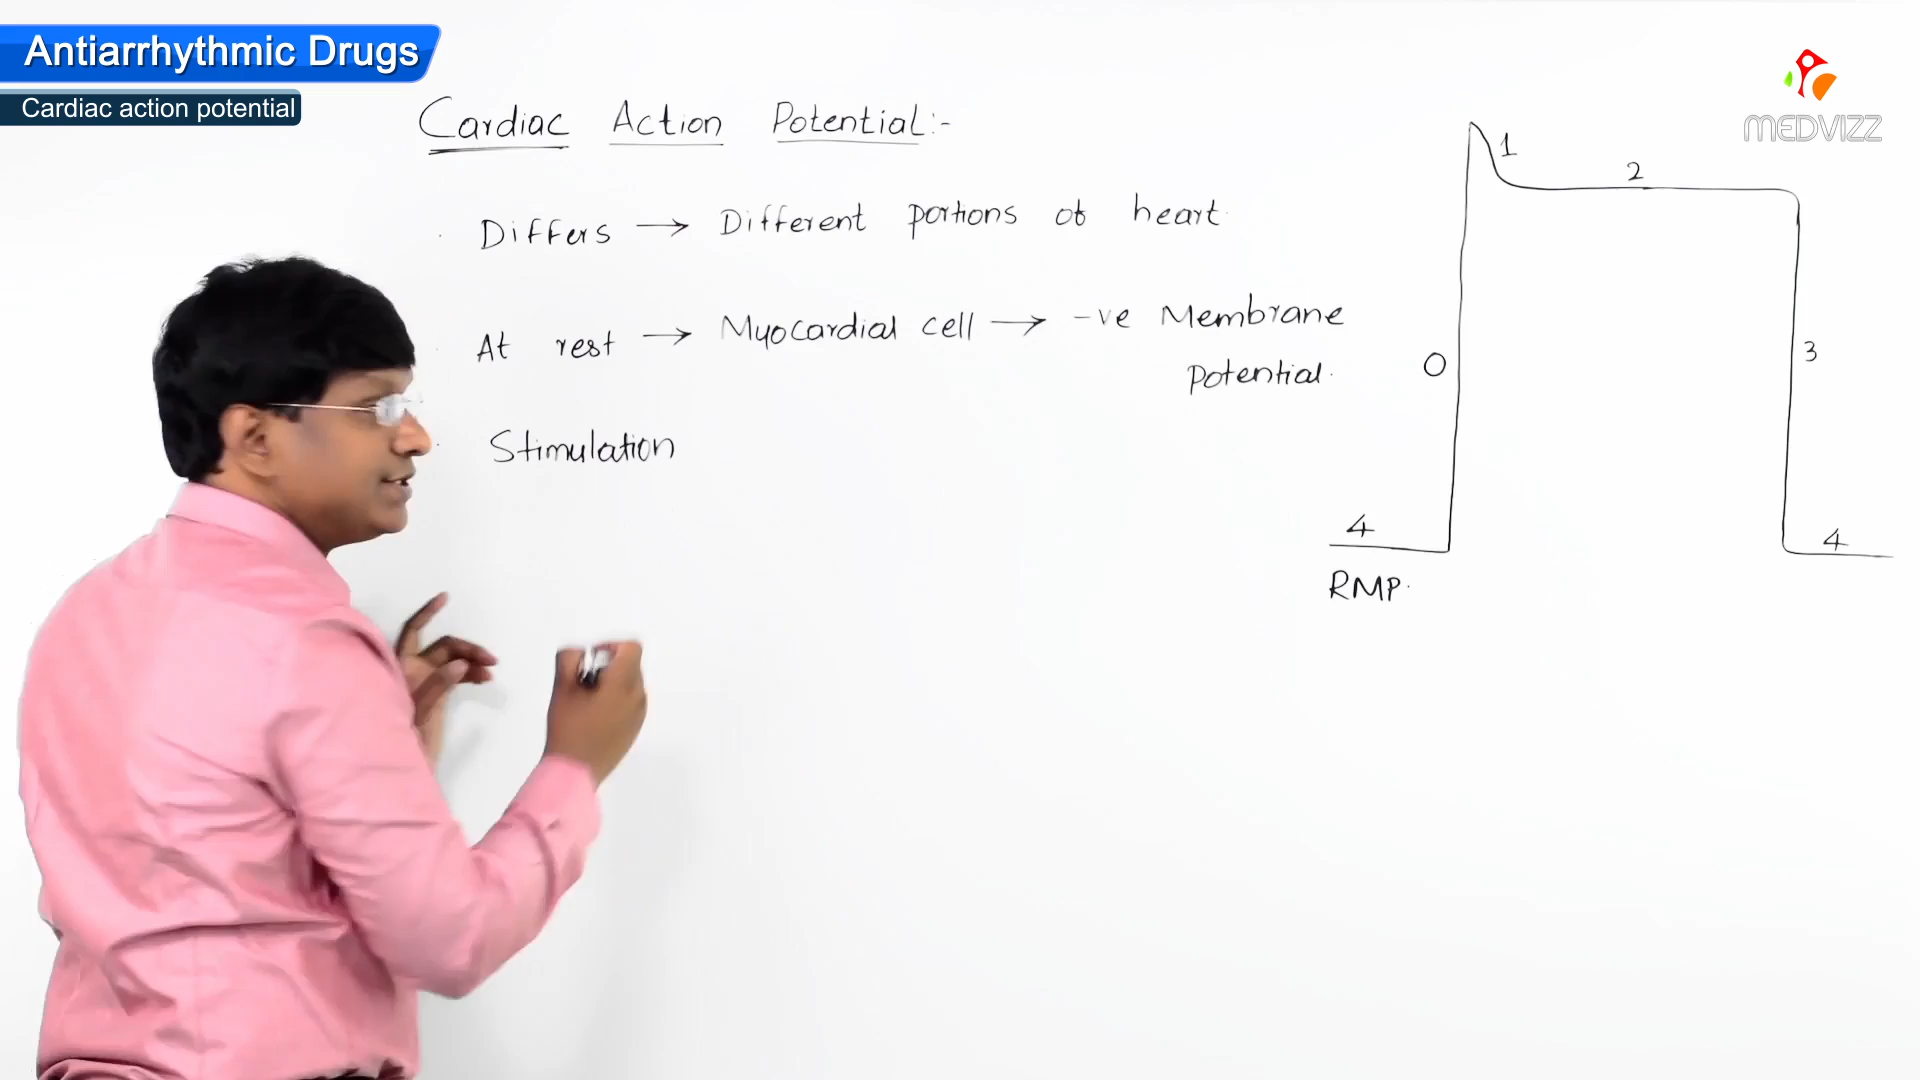 Antiarrhythmic Drugs
Cardiac action potential
MEDVIZZ
Cardiac Action Potential:-
Differs → Different portions of heart
At rest → Myocardial cell → -ve Membrane
potential.
Stimulation
1
2
0
3
4
4
RMP.